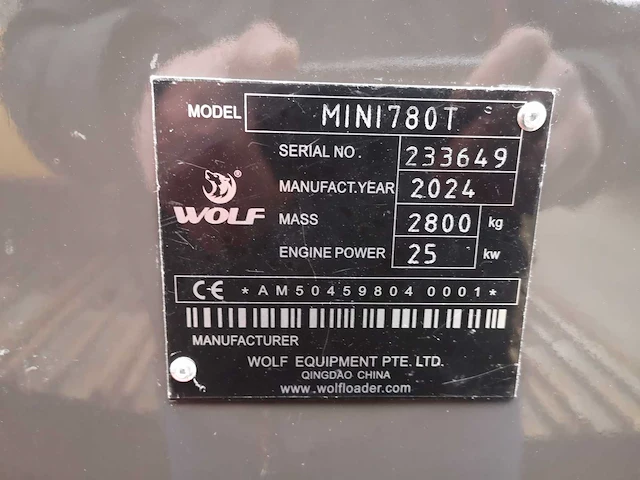 MODEL MINI780T
SERIAL NO. 233649
MANUFACT.YEAR 2024
WOLF ®
MASS 2800 kg
ENGINE POWER 25 kw
CE *AM50459804 0001*
MANUFACTURER
WOLF EQUIPMENT PTE. LTD.
QINGDAO CHINA
www.wolfloader.com